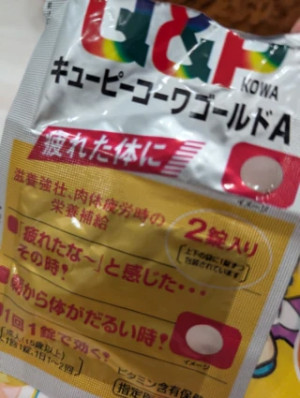 Q&P
KOWA
キューピーコーワゴールドA
疲れた体に
イメージ
滋養強壮、肉体疲労時の
栄養補給
2錠入り
「疲れたな〜」と感じた・・・
その時!
朝から体がだるい時!
1回1錠で効く?
イメージ
ビタミン含有保